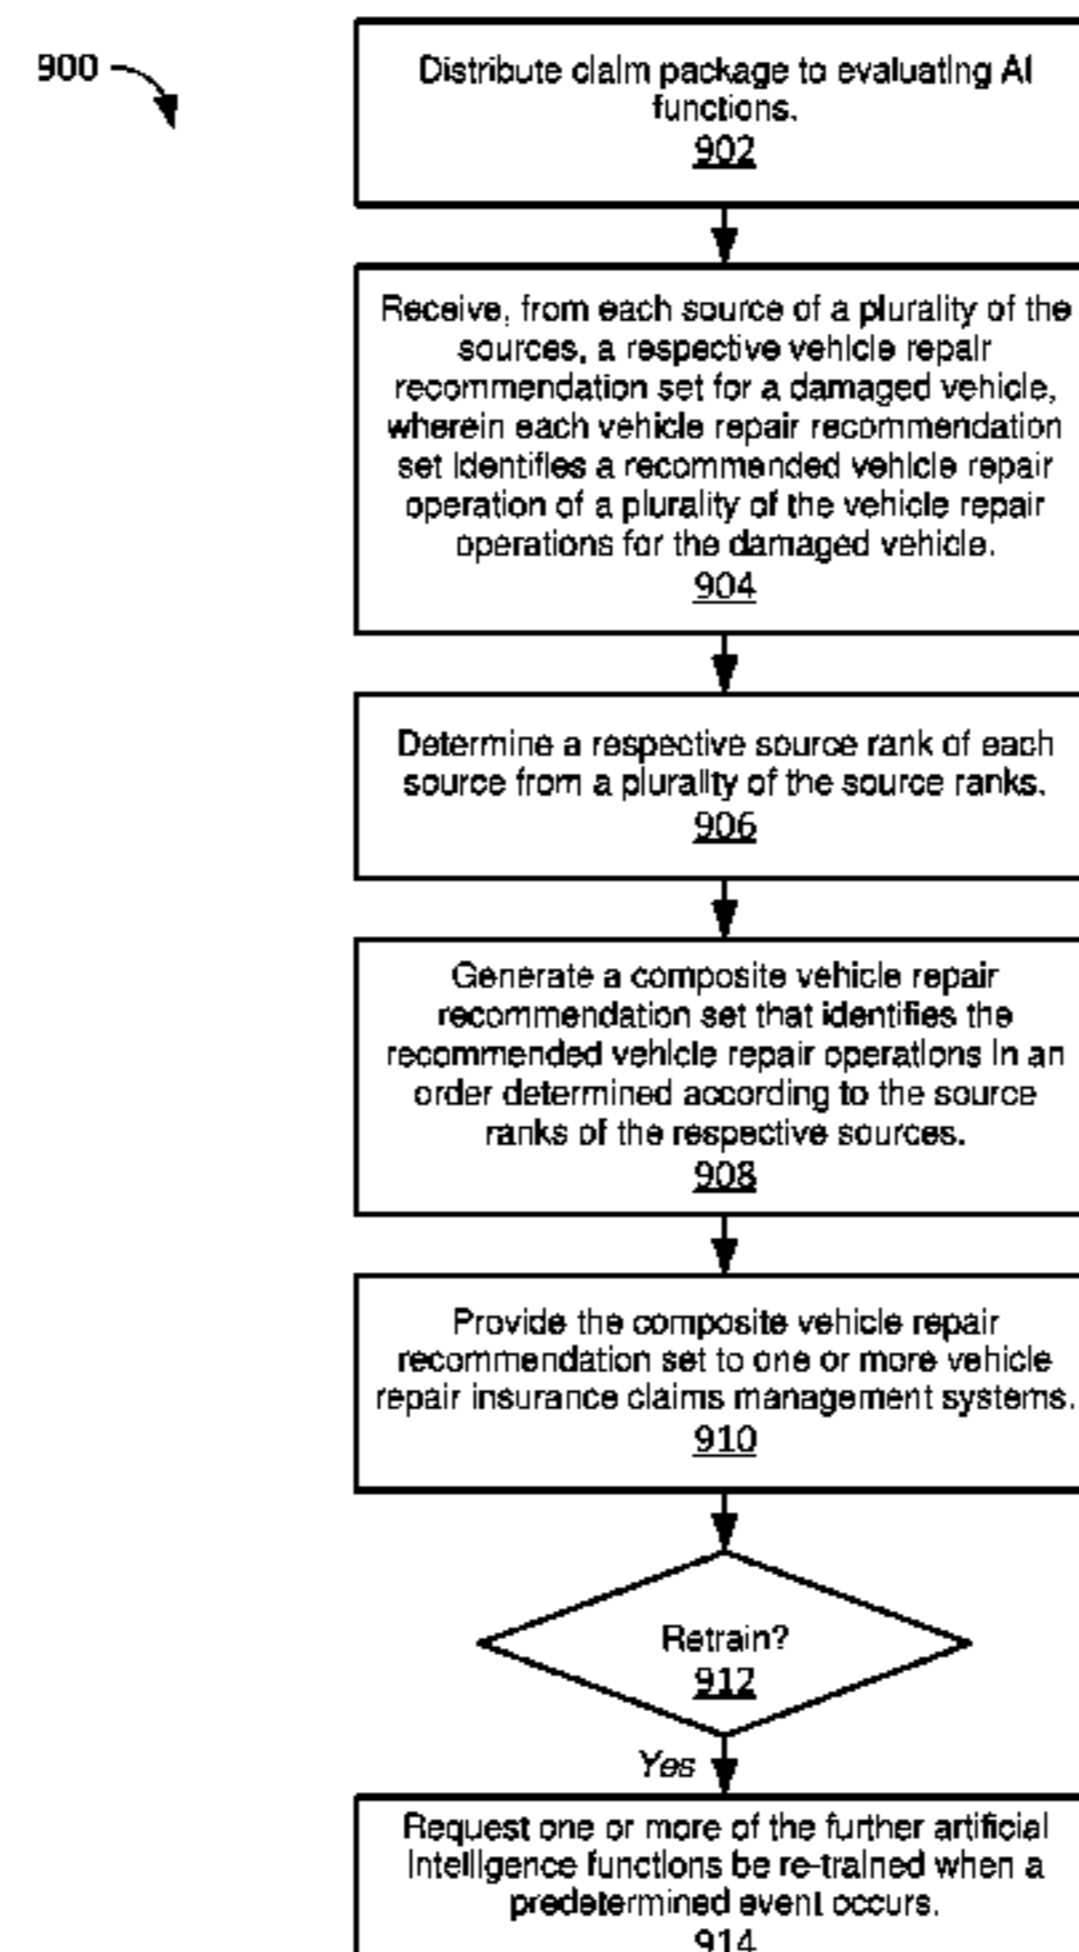 900
Distribute claim package to evaluating AI
functions.
902
Receive, from each source of a plurality of the
sources, a respective vehicle repair
recommendation set for a damaged vehicle,
wherein each vehicle repair recommendation
set identifies a recommended vehicle repair
operation of a plurality of the vehicle repair
operations for the damaged vehicle.
904
Determine a respective source rank of each
source from a plurality of the source ranks.
906
Generate a composite vehicle repair
recommendation set that identifies the
recommended vehicle repair operations in an
order determined according to the source
ranks of the respective sources.
908
Provide the composite vehicle repair
recommendation set to one or more vehicle
repair insurance claims management systems.
910
Retrain?
912
Yes
Request one or more of the further artificial
intelligence functions be re-trained when a
predetermined event occurs.
914